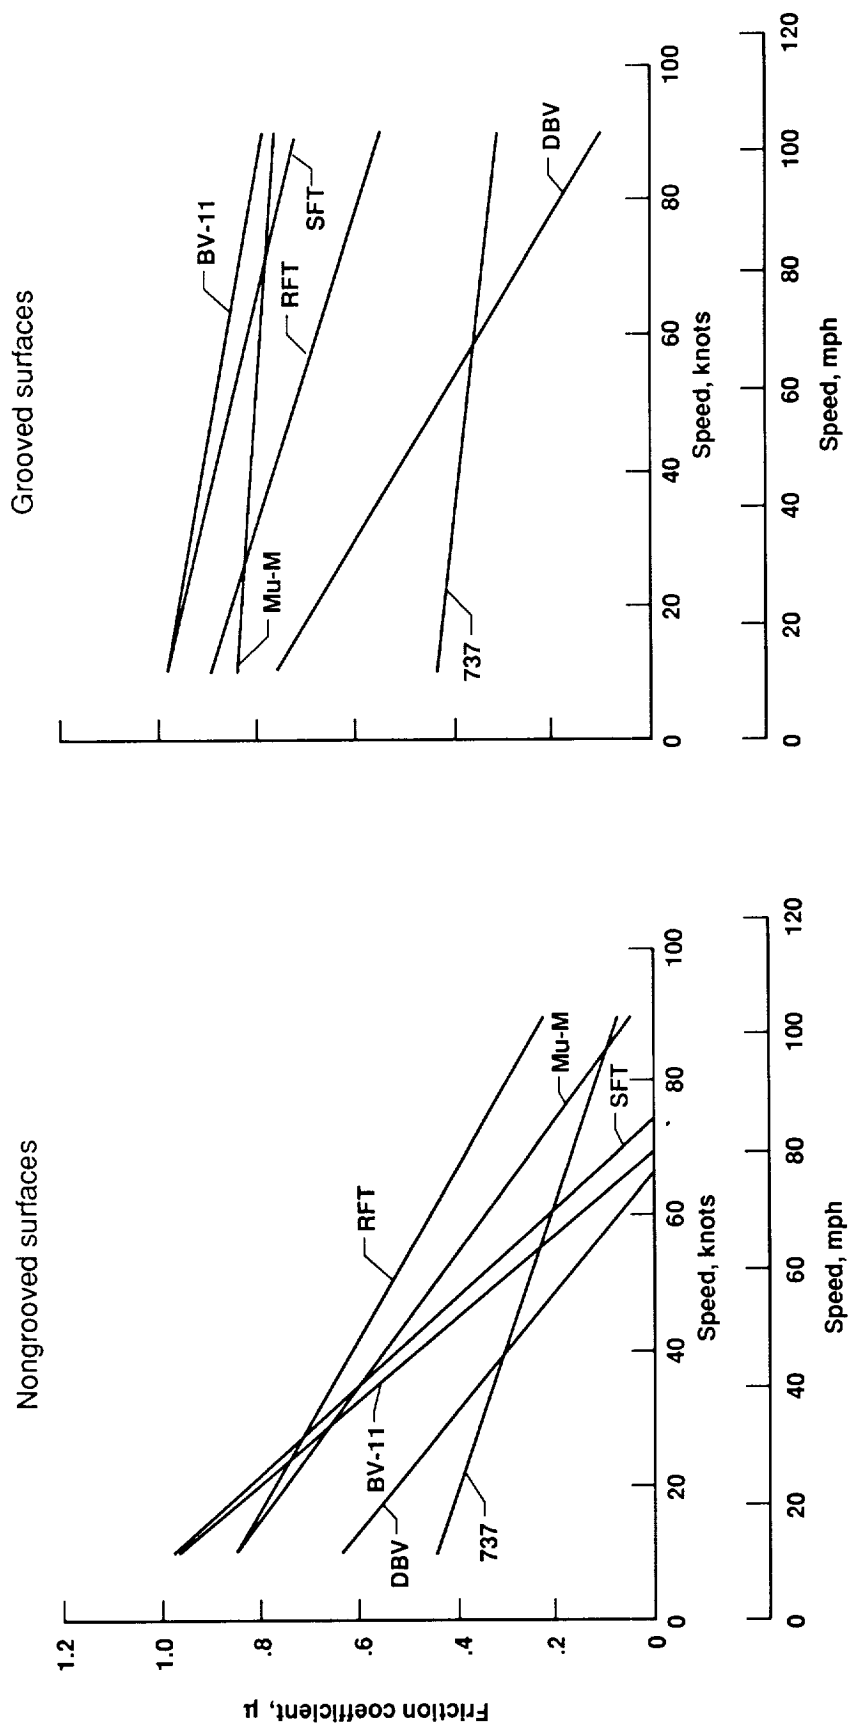 Nongrooved surfaces
1.2
1.0
.8
.6
.4
.2
0
Friction coefficient, μ
RFT
Mu-M
SFT
BV-11
DBV
737
0 20 40 60 80 100
Speed, knots
0 20 40 60 80 100 120
Speed, mph
Grooved surfaces
BV-11
SFT
RFT
Mu-M
DBV
737
0 20 40 60 80 100
Speed, knots
0 20 40 60 80 100 120
Speed, mph